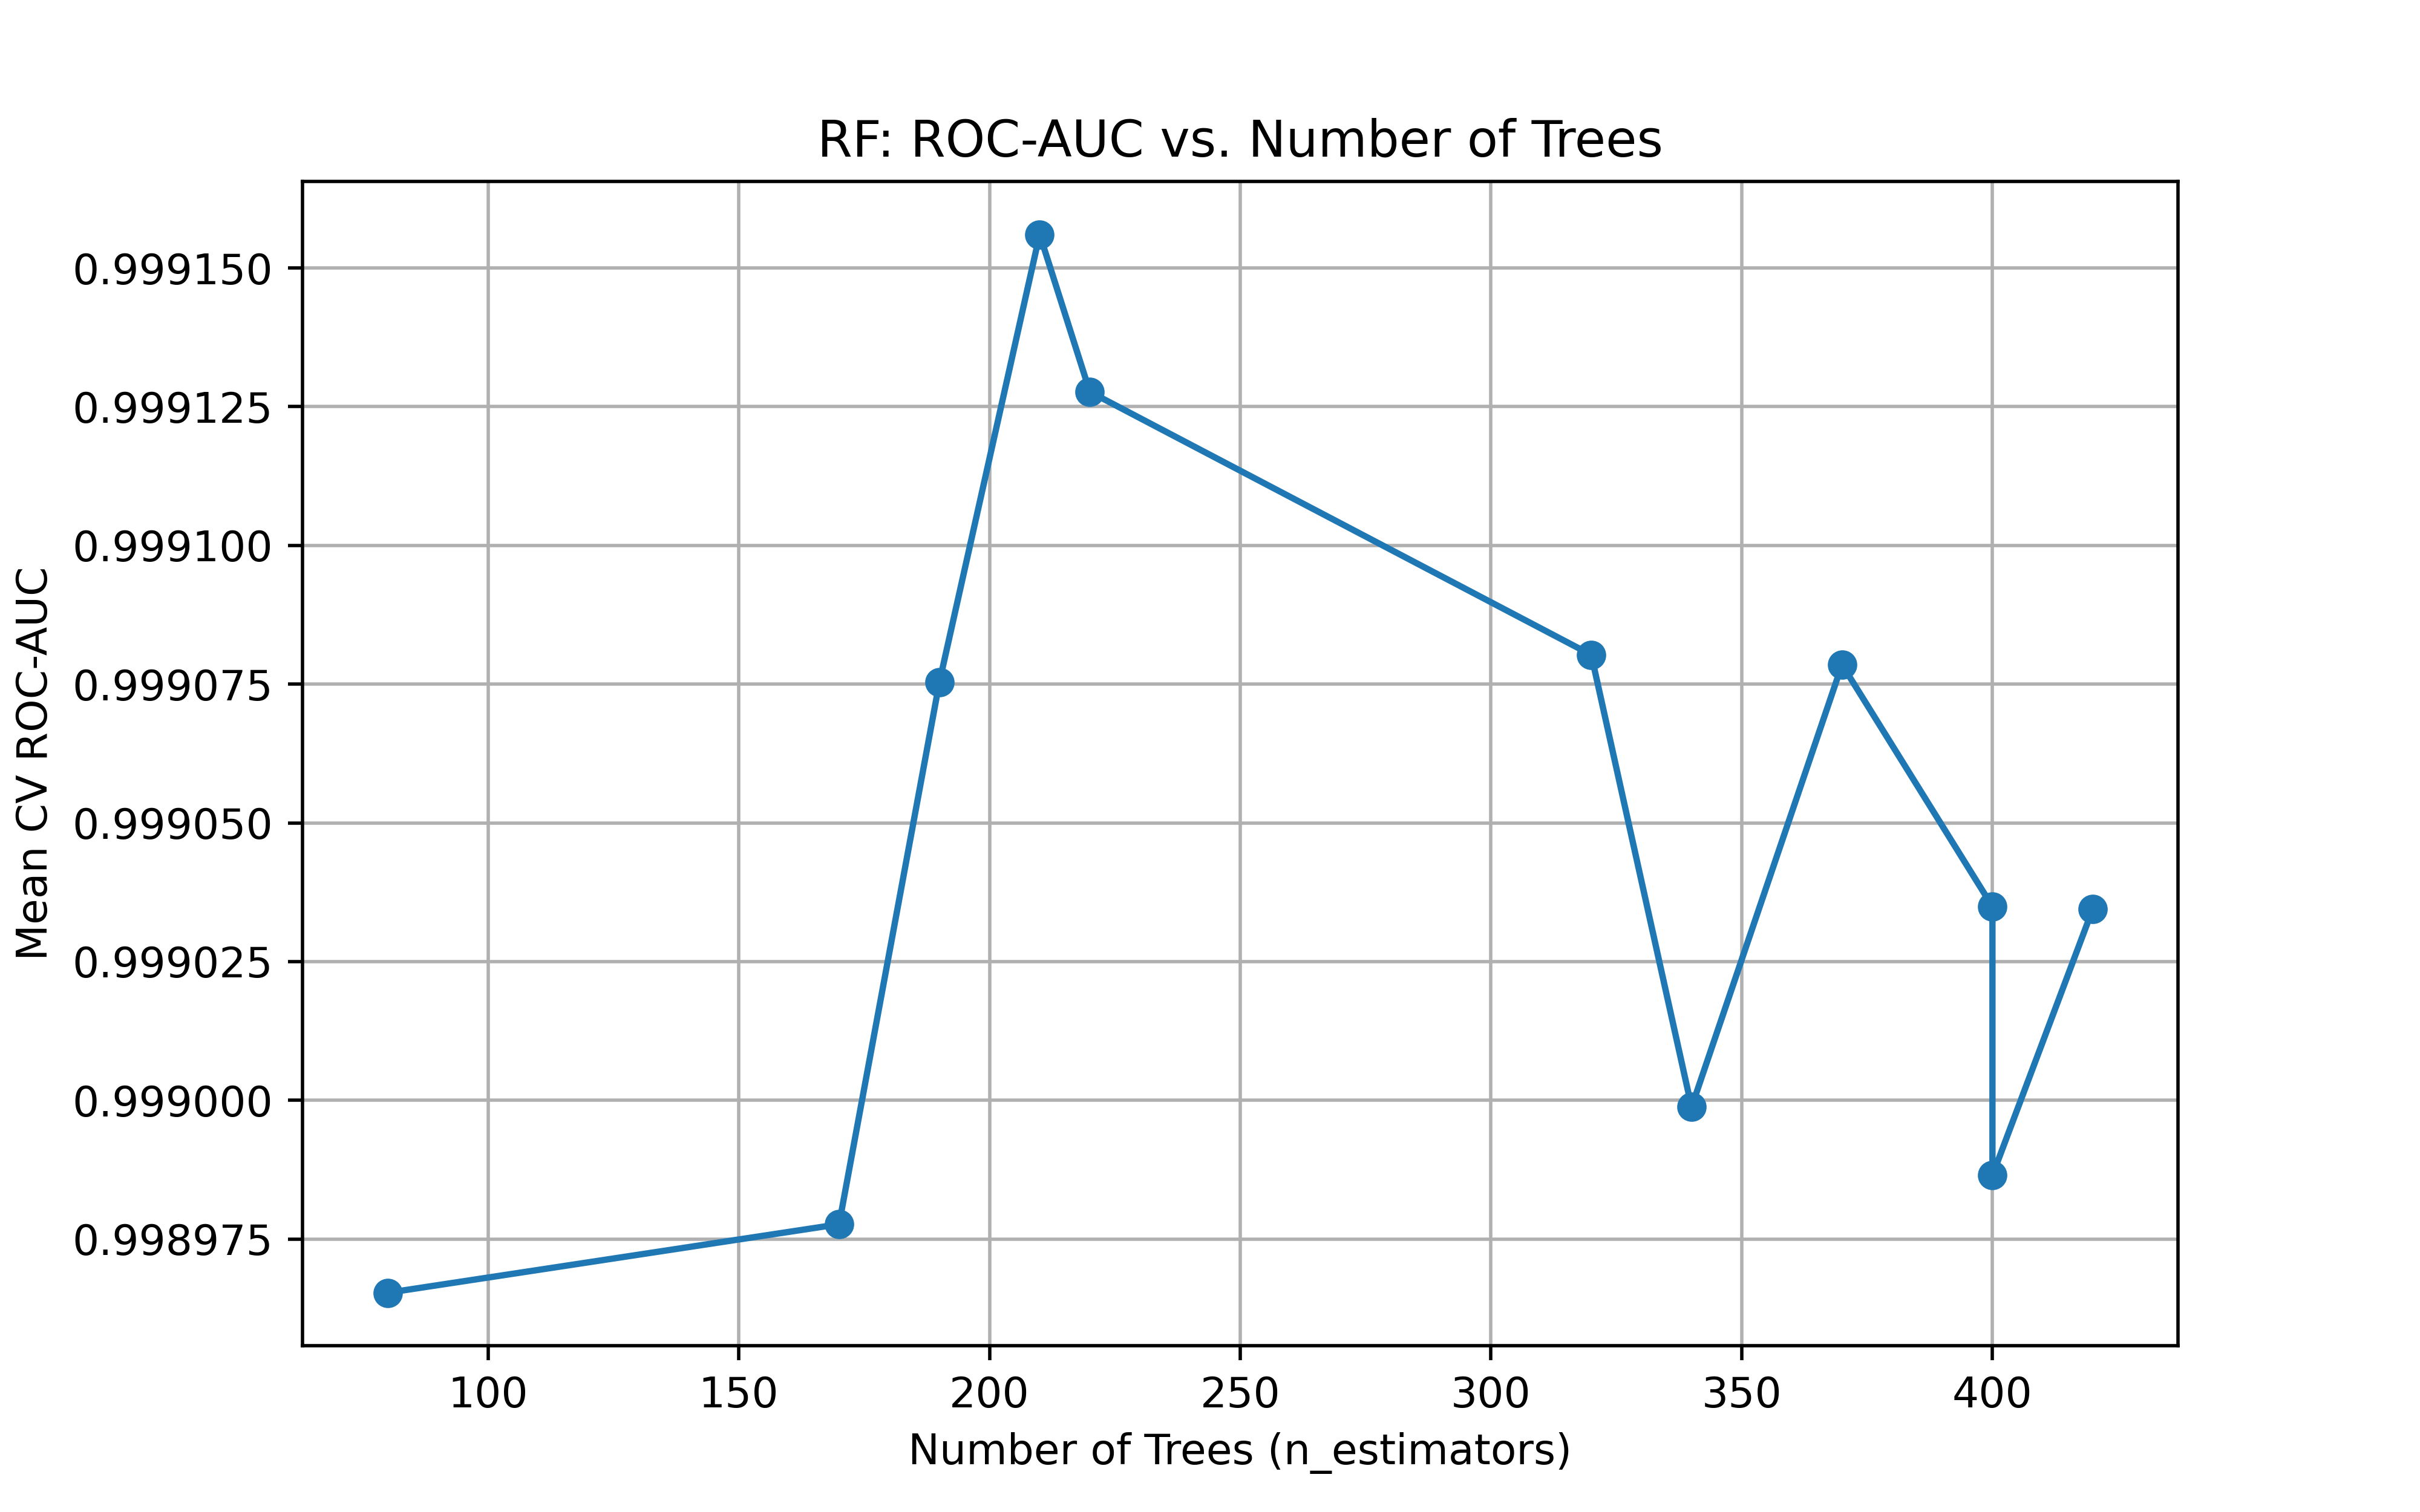 RF: ROC-AUC vs. Number of Trees
Mean CV ROC-AUC
0.999150
0.999125
0.999100
0.999075
0.999050
0.999025
0.999000
0.998975
100 150 200 250 300 350 400
Number of Trees (n_estimators)